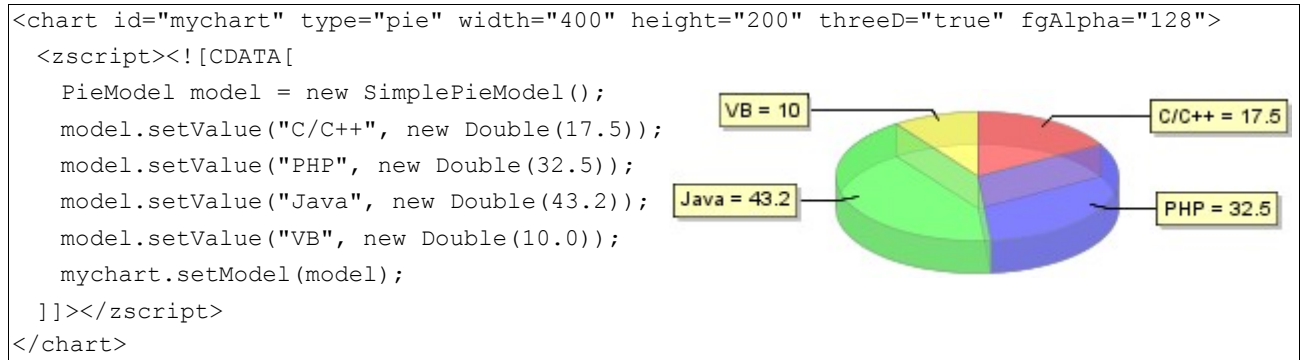 <chart id="mychart" type="pie" width="400" height="200" threeD="true" fgAlpha="128">
<zscript><![CDATA[
PieModel model = new SimplePieModel();
model.setValue("C/C++", new Double(17.5));
model.setValue("PHP", new Double(32.5));
model.setValue("Java", new Double(43.2));
model.setValue("VB", new Double(10.0));
mychart.setModel(model);
]]></zscript>
</chart>
VB = 10
C/C++ = 17.5
Java = 43.2
PHP = 32.5